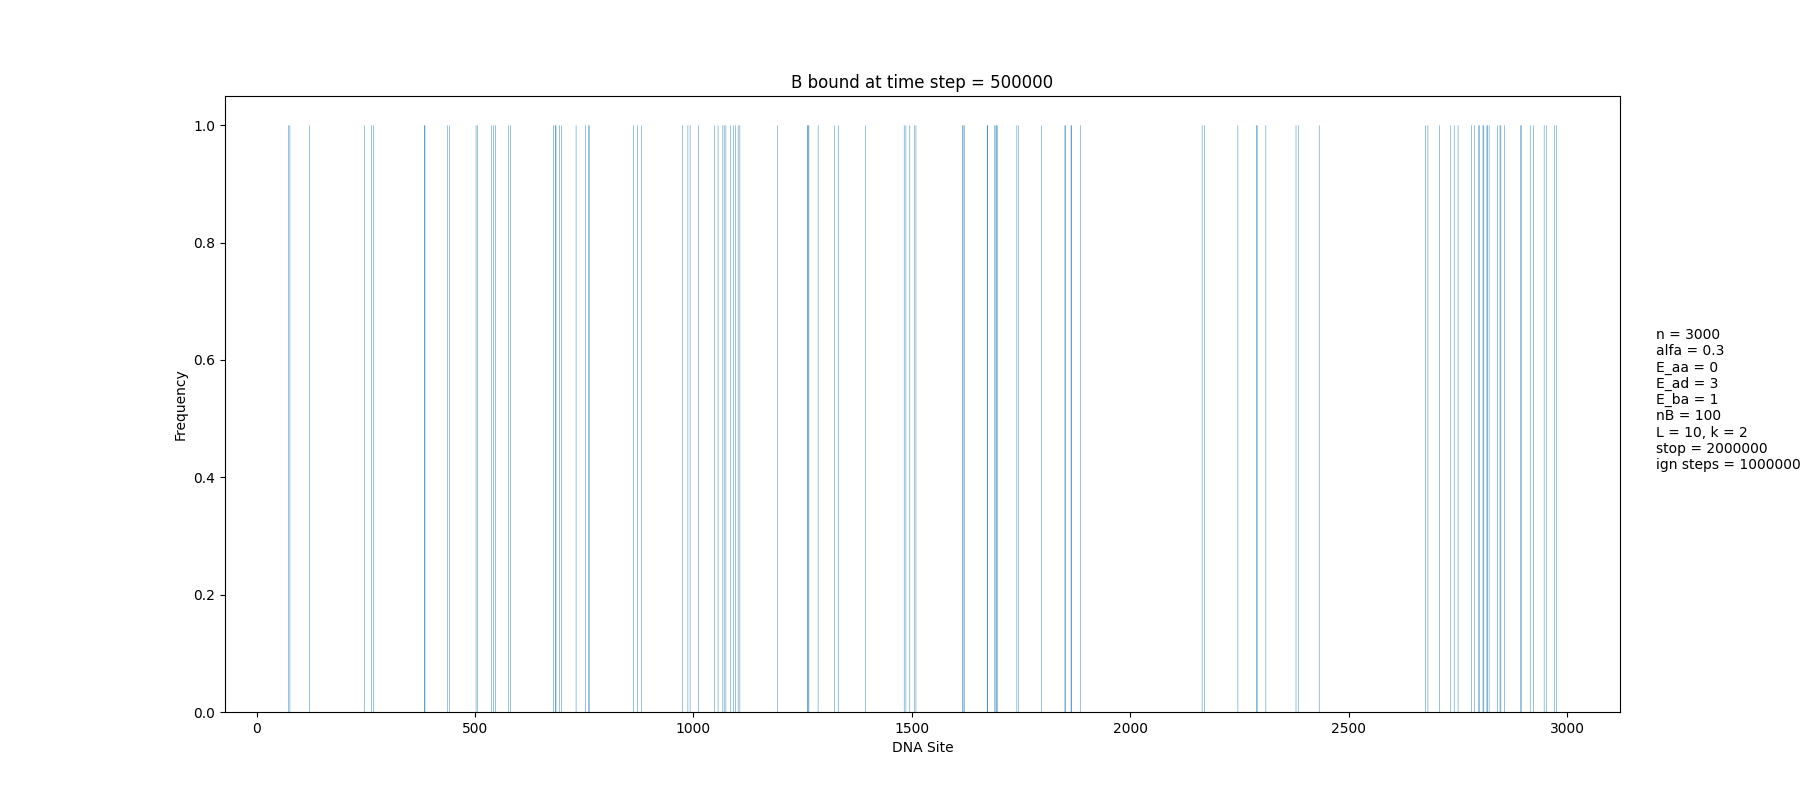 B bound at time step = 500000
1.0
0.8
0.6
0.4
0.2
0.0
Frequency
0 500 1000 1500 2000 2500 3000
DNA Site
n = 3000
alfa = 0.3
E_aa = 0
E_ad = 3
E_ba = 1
nB = 100
L = 10, k = 2
stop = 2000000
ign steps = 1000000